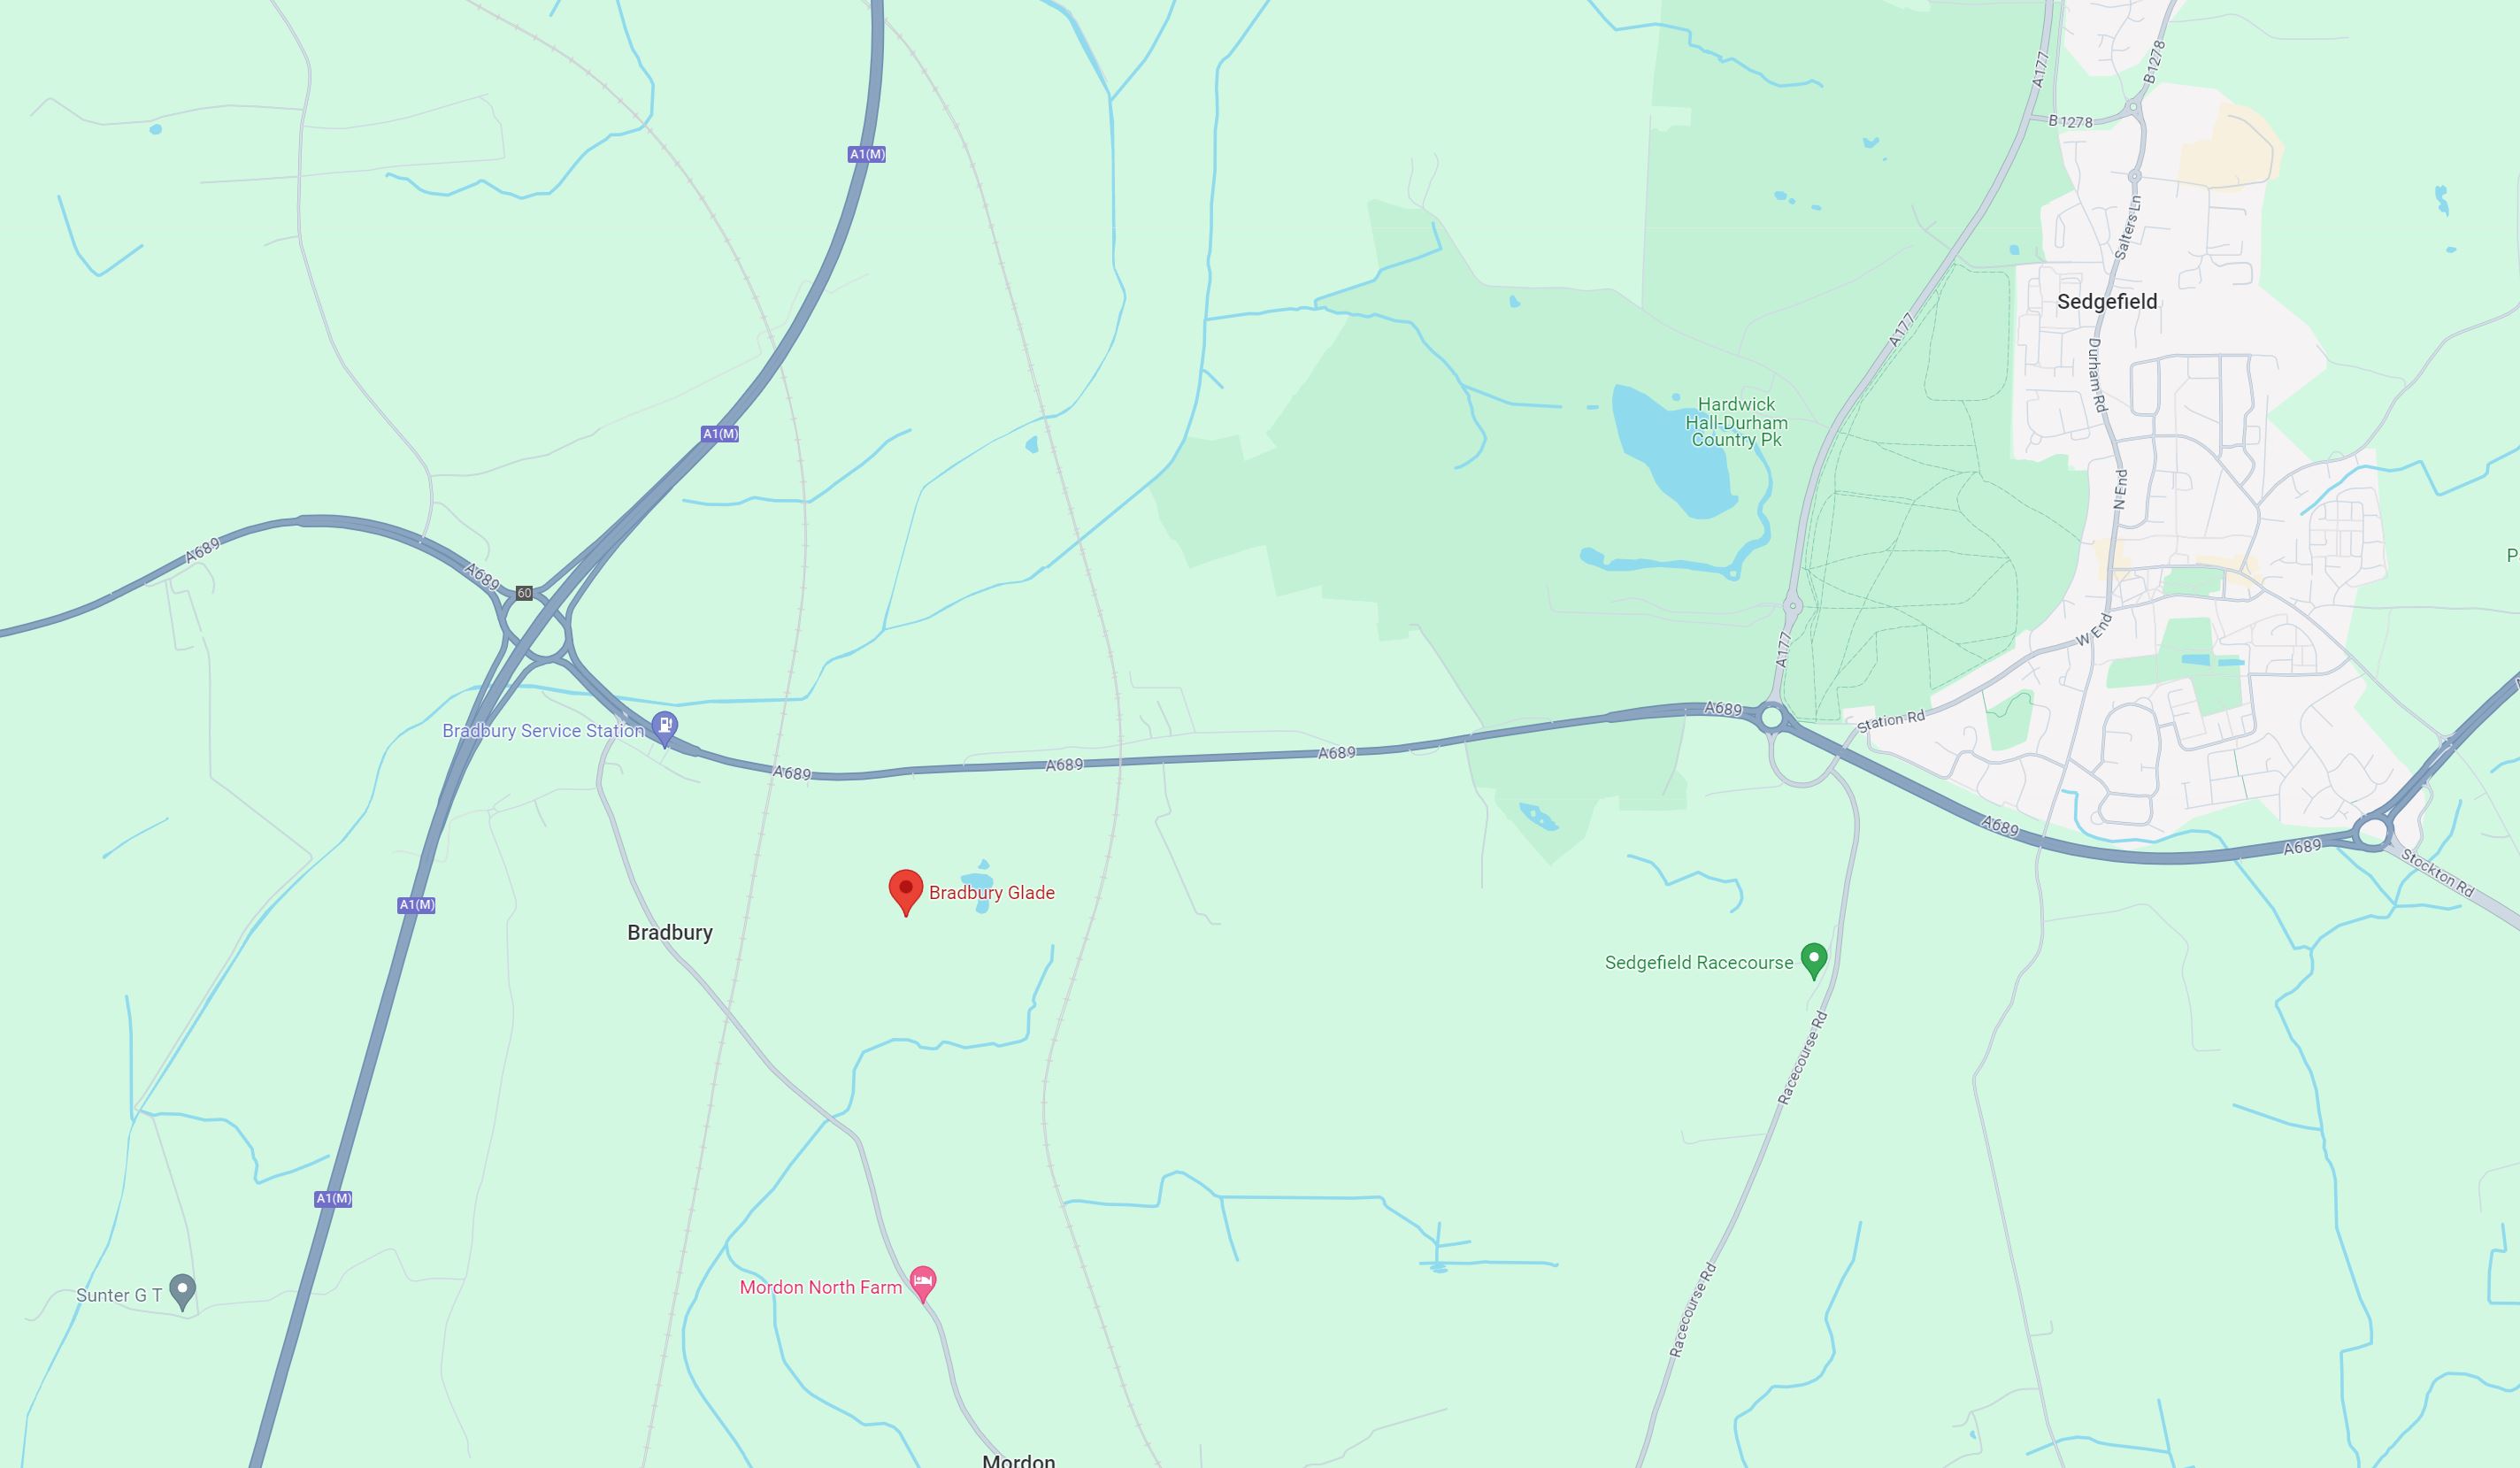 A177
B1278
B1278
A1(M)
Salters Ln
Sedgefield
A177
Durham Rd
Hardwick
Hall-Durham
Country Pk
A1(M)
N End
A689
A689
60
P
W End
A177
A689
Station Rd
Bradbury Service Station
A689
A689
A689
A689
A689
Stockton Rd
Bradbury Glade
A1(M)
Bradbury
Sedgefield Racecourse
Racecourse Rd
A1(M)
Mordon North Farm
Sunter G T
Racecourse Rd
Mordon